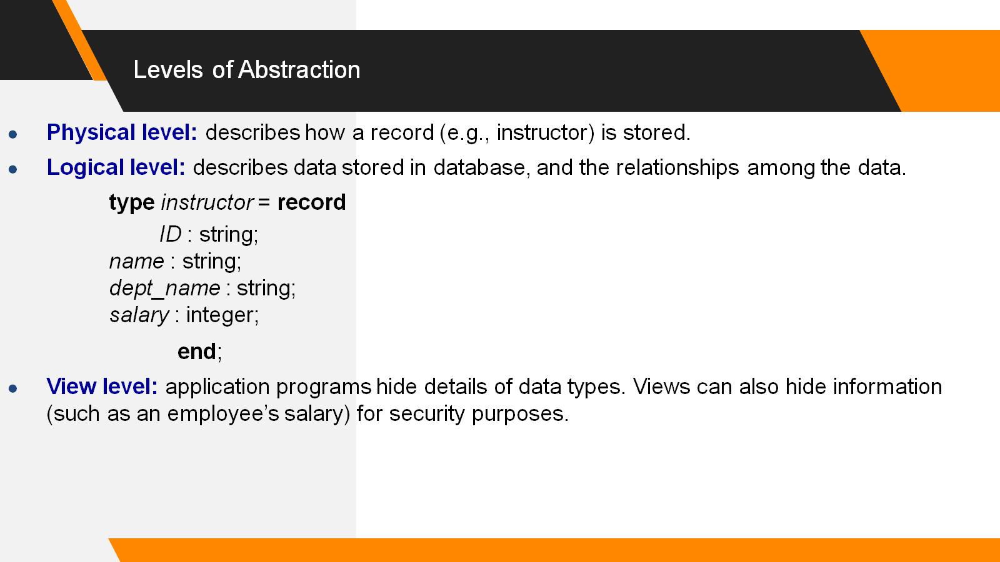 Levels of Abstraction
• Physical level: describes how a record (e.g., instructor) is stored.
• Logical level: describes data stored in database, and the relationships among the data.
type instructor = record
ID : string;
name : string;
dept_name : string;
salary : integer;
end;
• View level: application programs hide details of data types. Views can also hide information
(such as an employee’s salary) for security purposes.